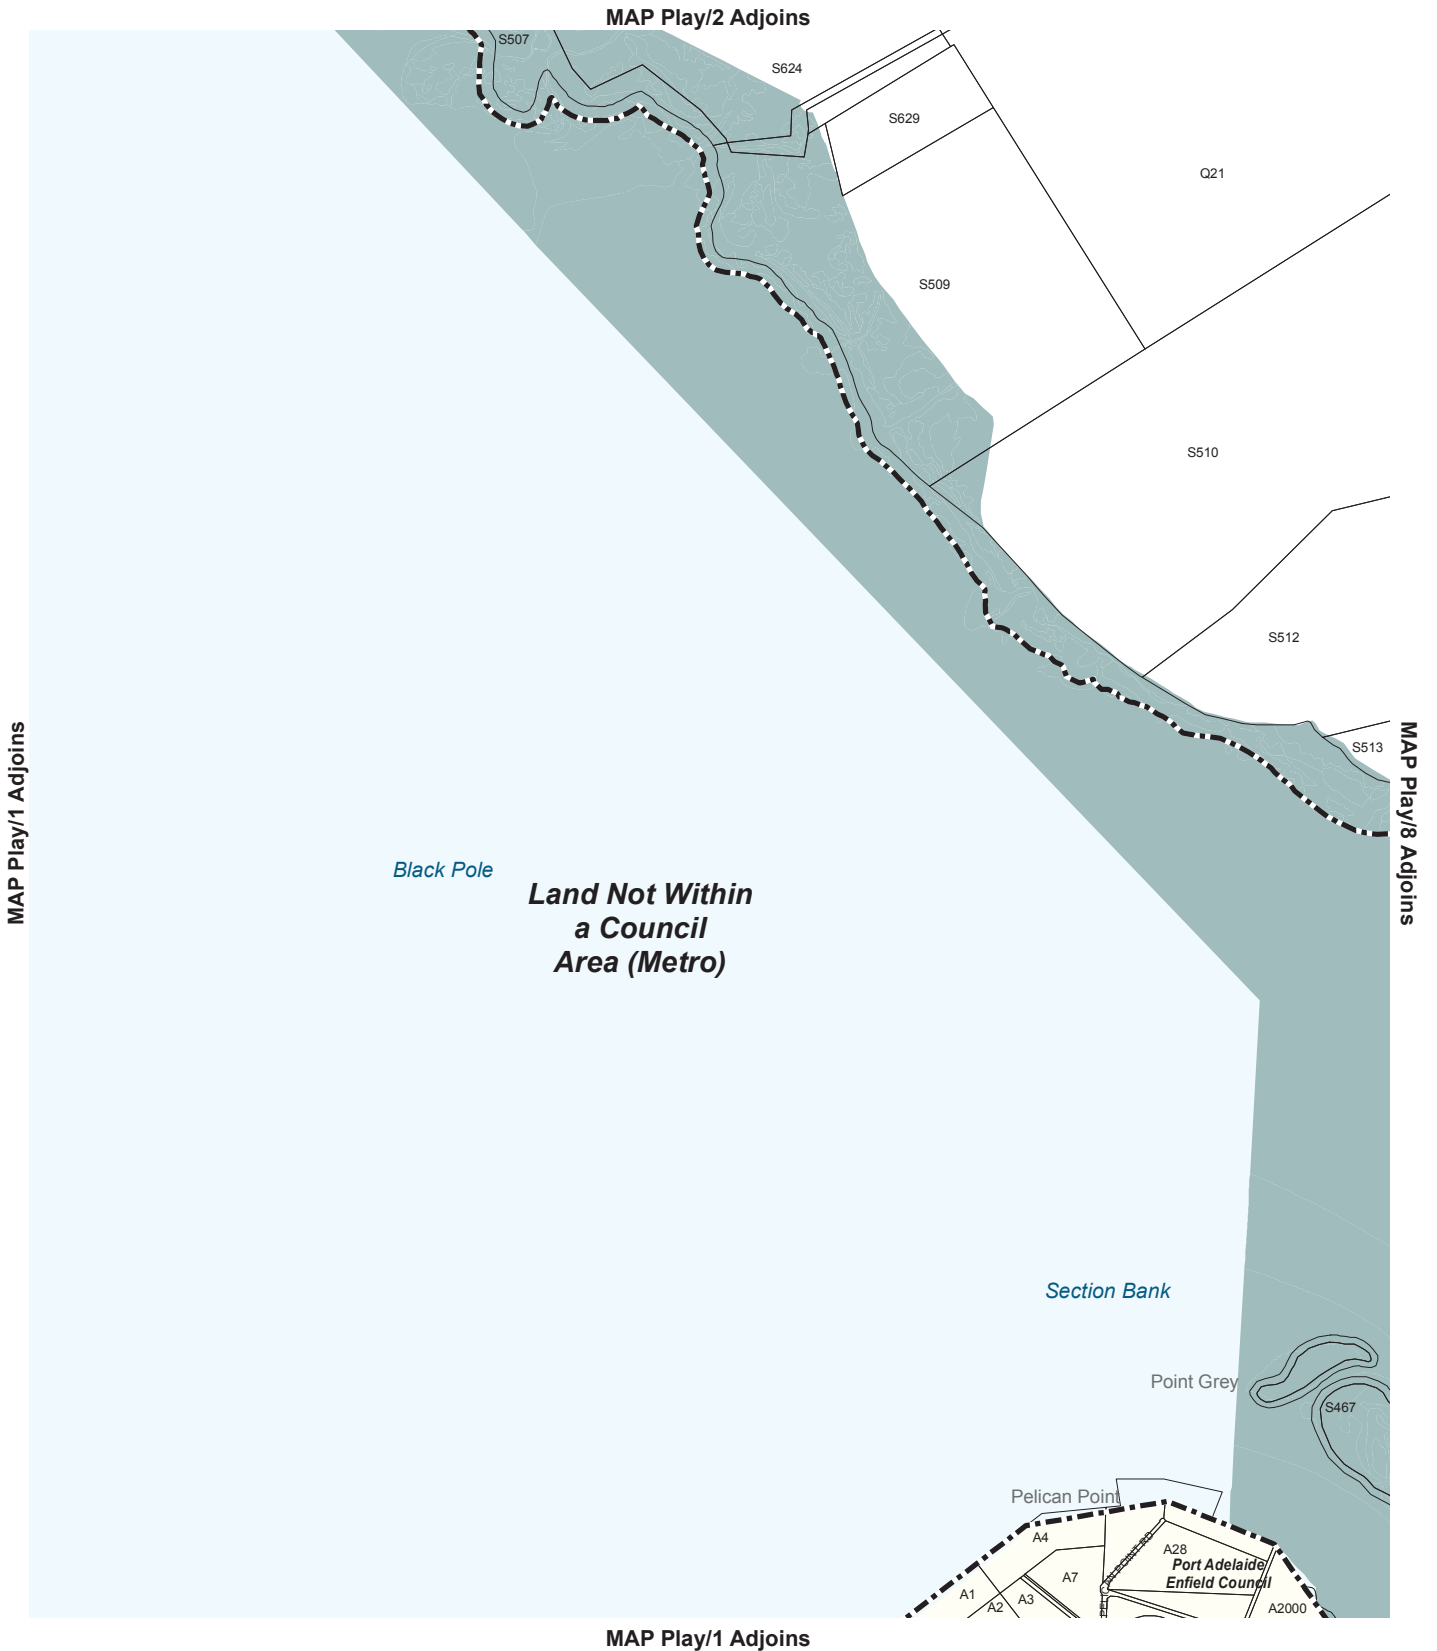 MAP Play/2 Adjoins
S507
S624
S629
Q21
S509
S510
S512
S513
MAP Play/1 Adjoins
MAP Play/8 Adjoins
Black Pole
Land Not Within
a Council
Area (Metro)
Section Bank
Point Grey
S467
Pelican Point
A4
A28
POINT RD
Port Adelaide
Enfield Council
A7
A1
A2
A3
A2000
MAP Play/1 Adjoins